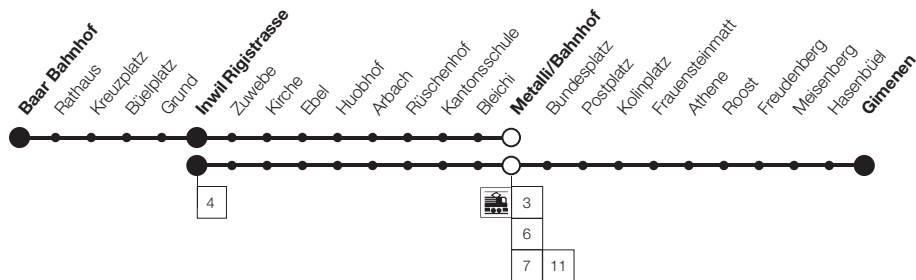 Baar Bahnhof
Rathaus
Kreuzplatz
Büelplatz
Grund
Inwil Rigistrasse
Zuwebe
Kirche
Ebel
Huobhof
Arbach
Rüschenhof
Kantonsschule
Bleichi
Metalli/Bahnhof
Bundesplatz
Postplatz
Kolinplatz
Frauensteinmatt
Athene
Roost
Freudenberg
Meisenberg
Hasenbüel
Gimenen
4
3
6
7 11